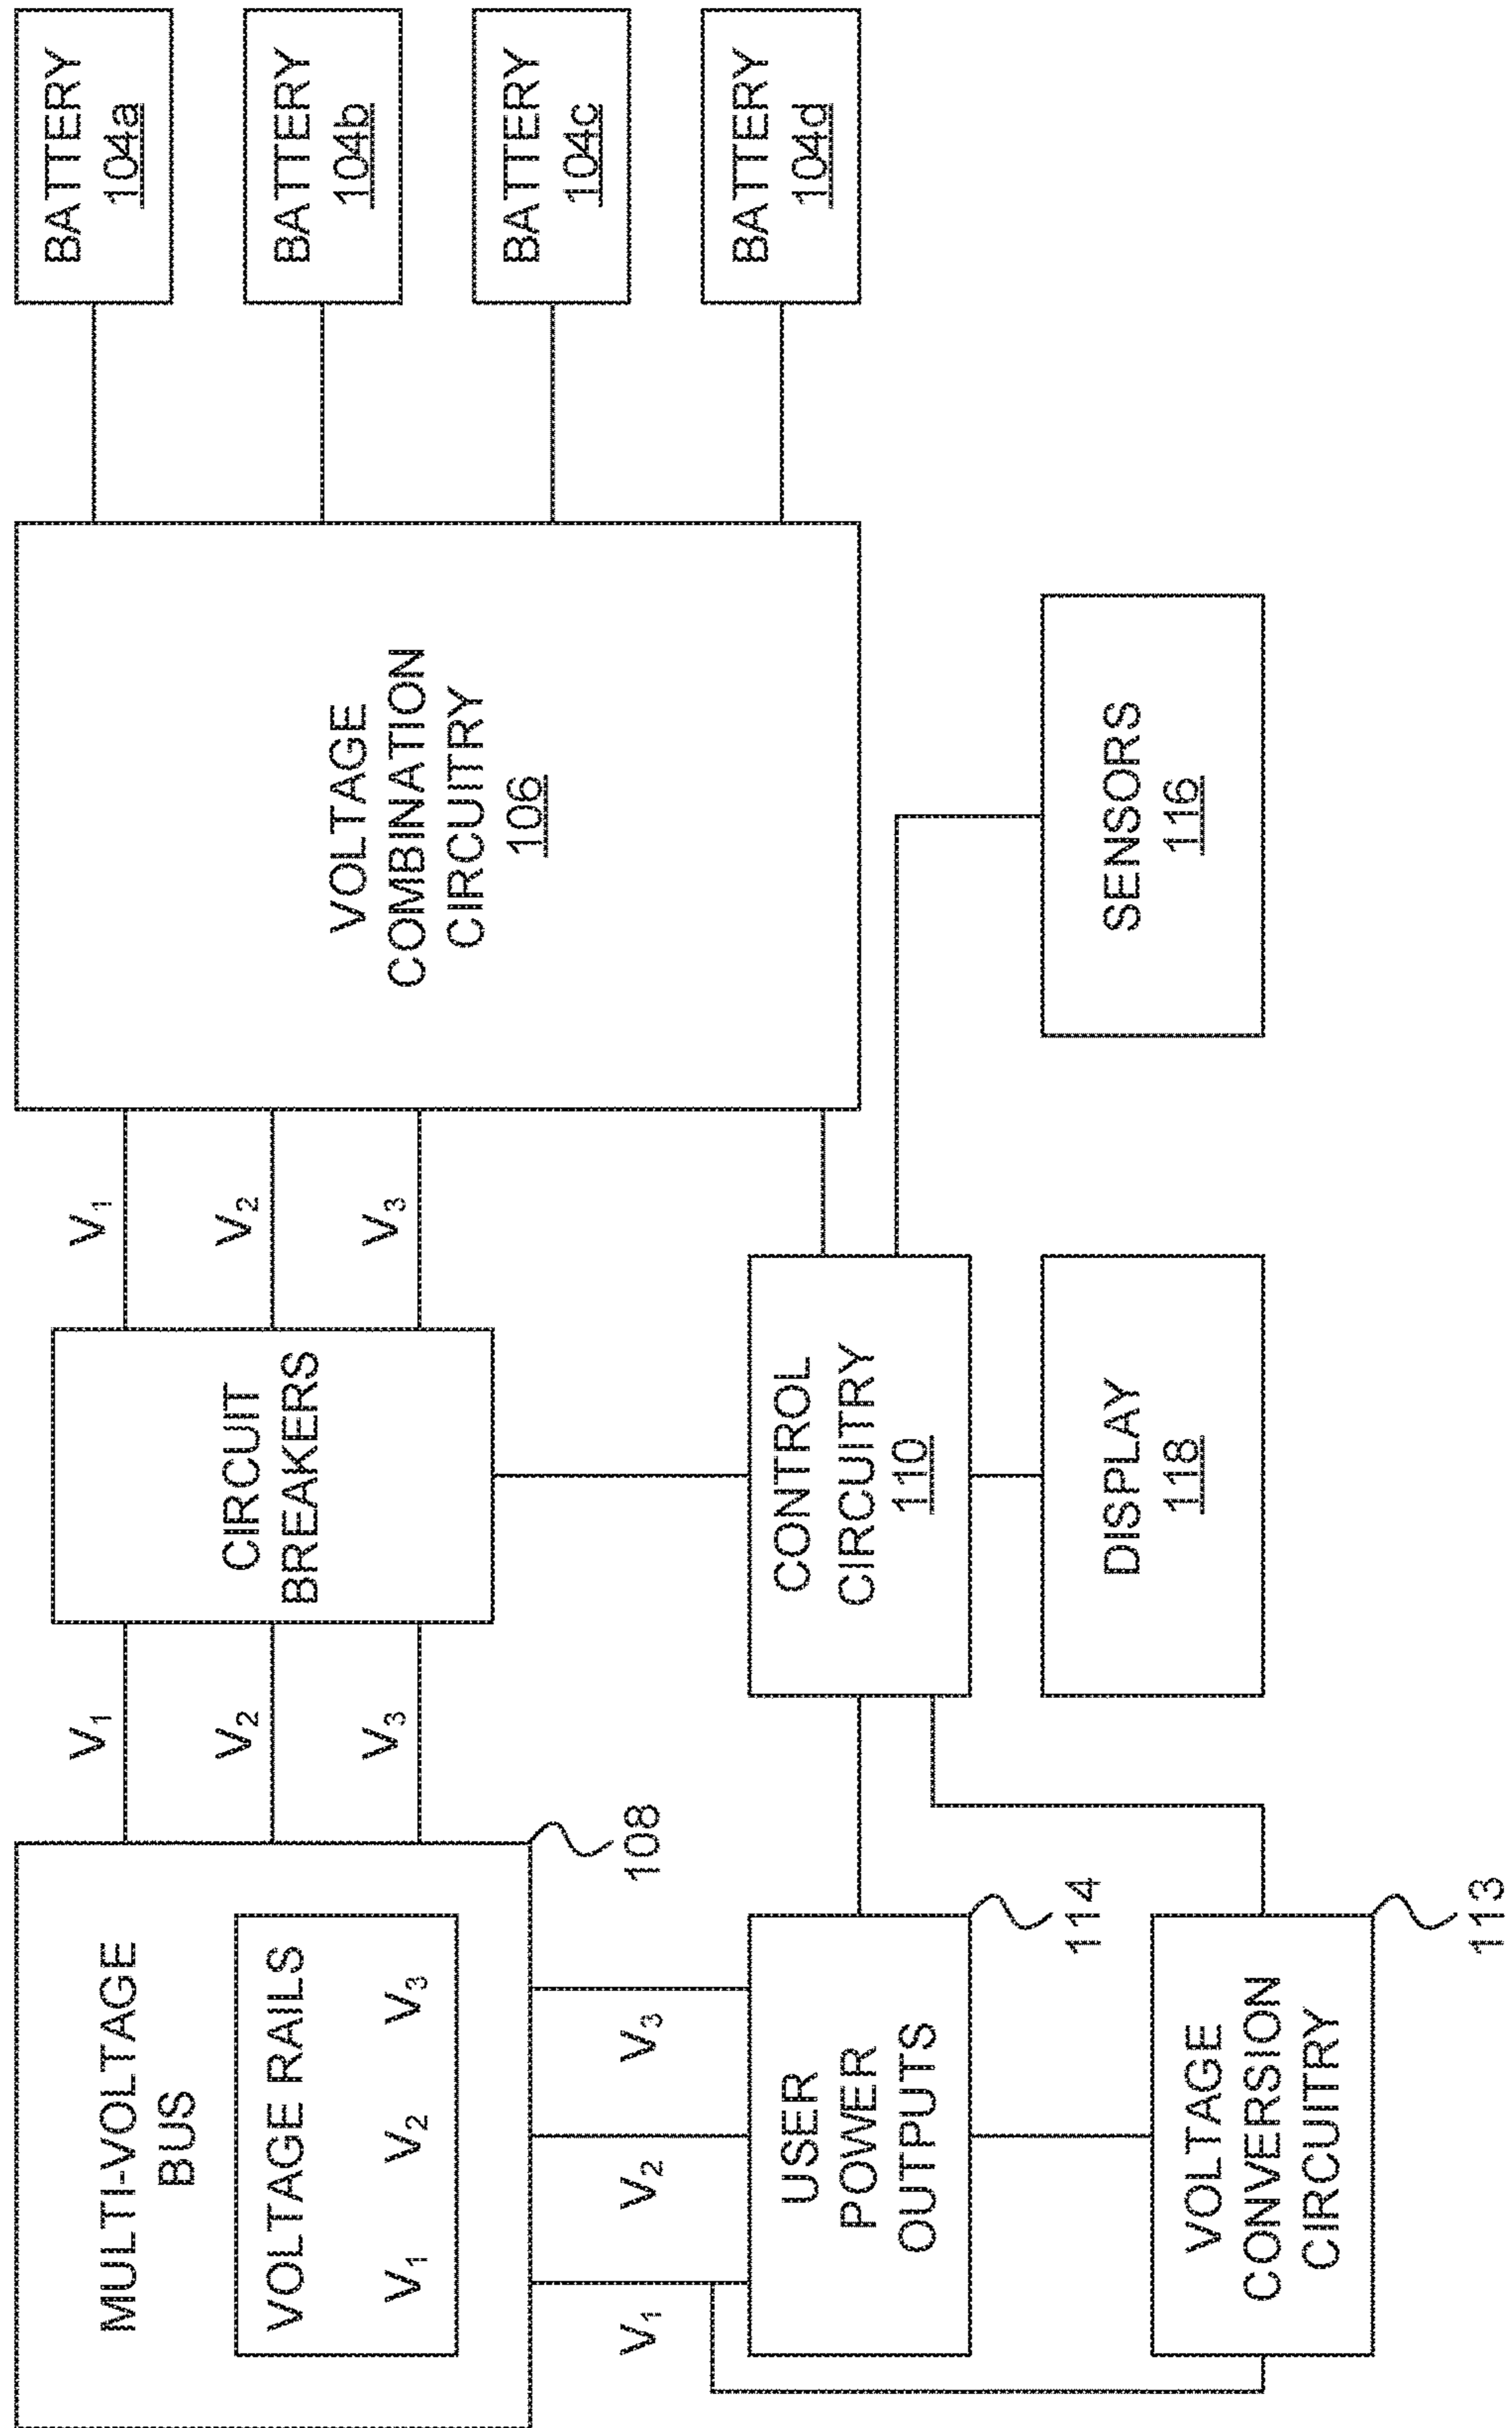 MULTI-VOLTAGE
BUS
VOLTAGE RAILS
V₁ V₂ V₃
108
V₁
V₂
V₃
CIRCUIT
BREAKERS
V₁
V₂
V₃
VOLTAGE
COMBINATION
CIRCUITRY
106
BATTERY
104a
BATTERY
104b
BATTERY
104c
BATTERY
104d
V₁
V₂
V₃
USER
POWER
OUTPUTS
114
CONTROL
CIRCUITRY
110
VOLTAGE
CONVERSION
CIRCUITRY
113
DISPLAY
118
SENSORS
116